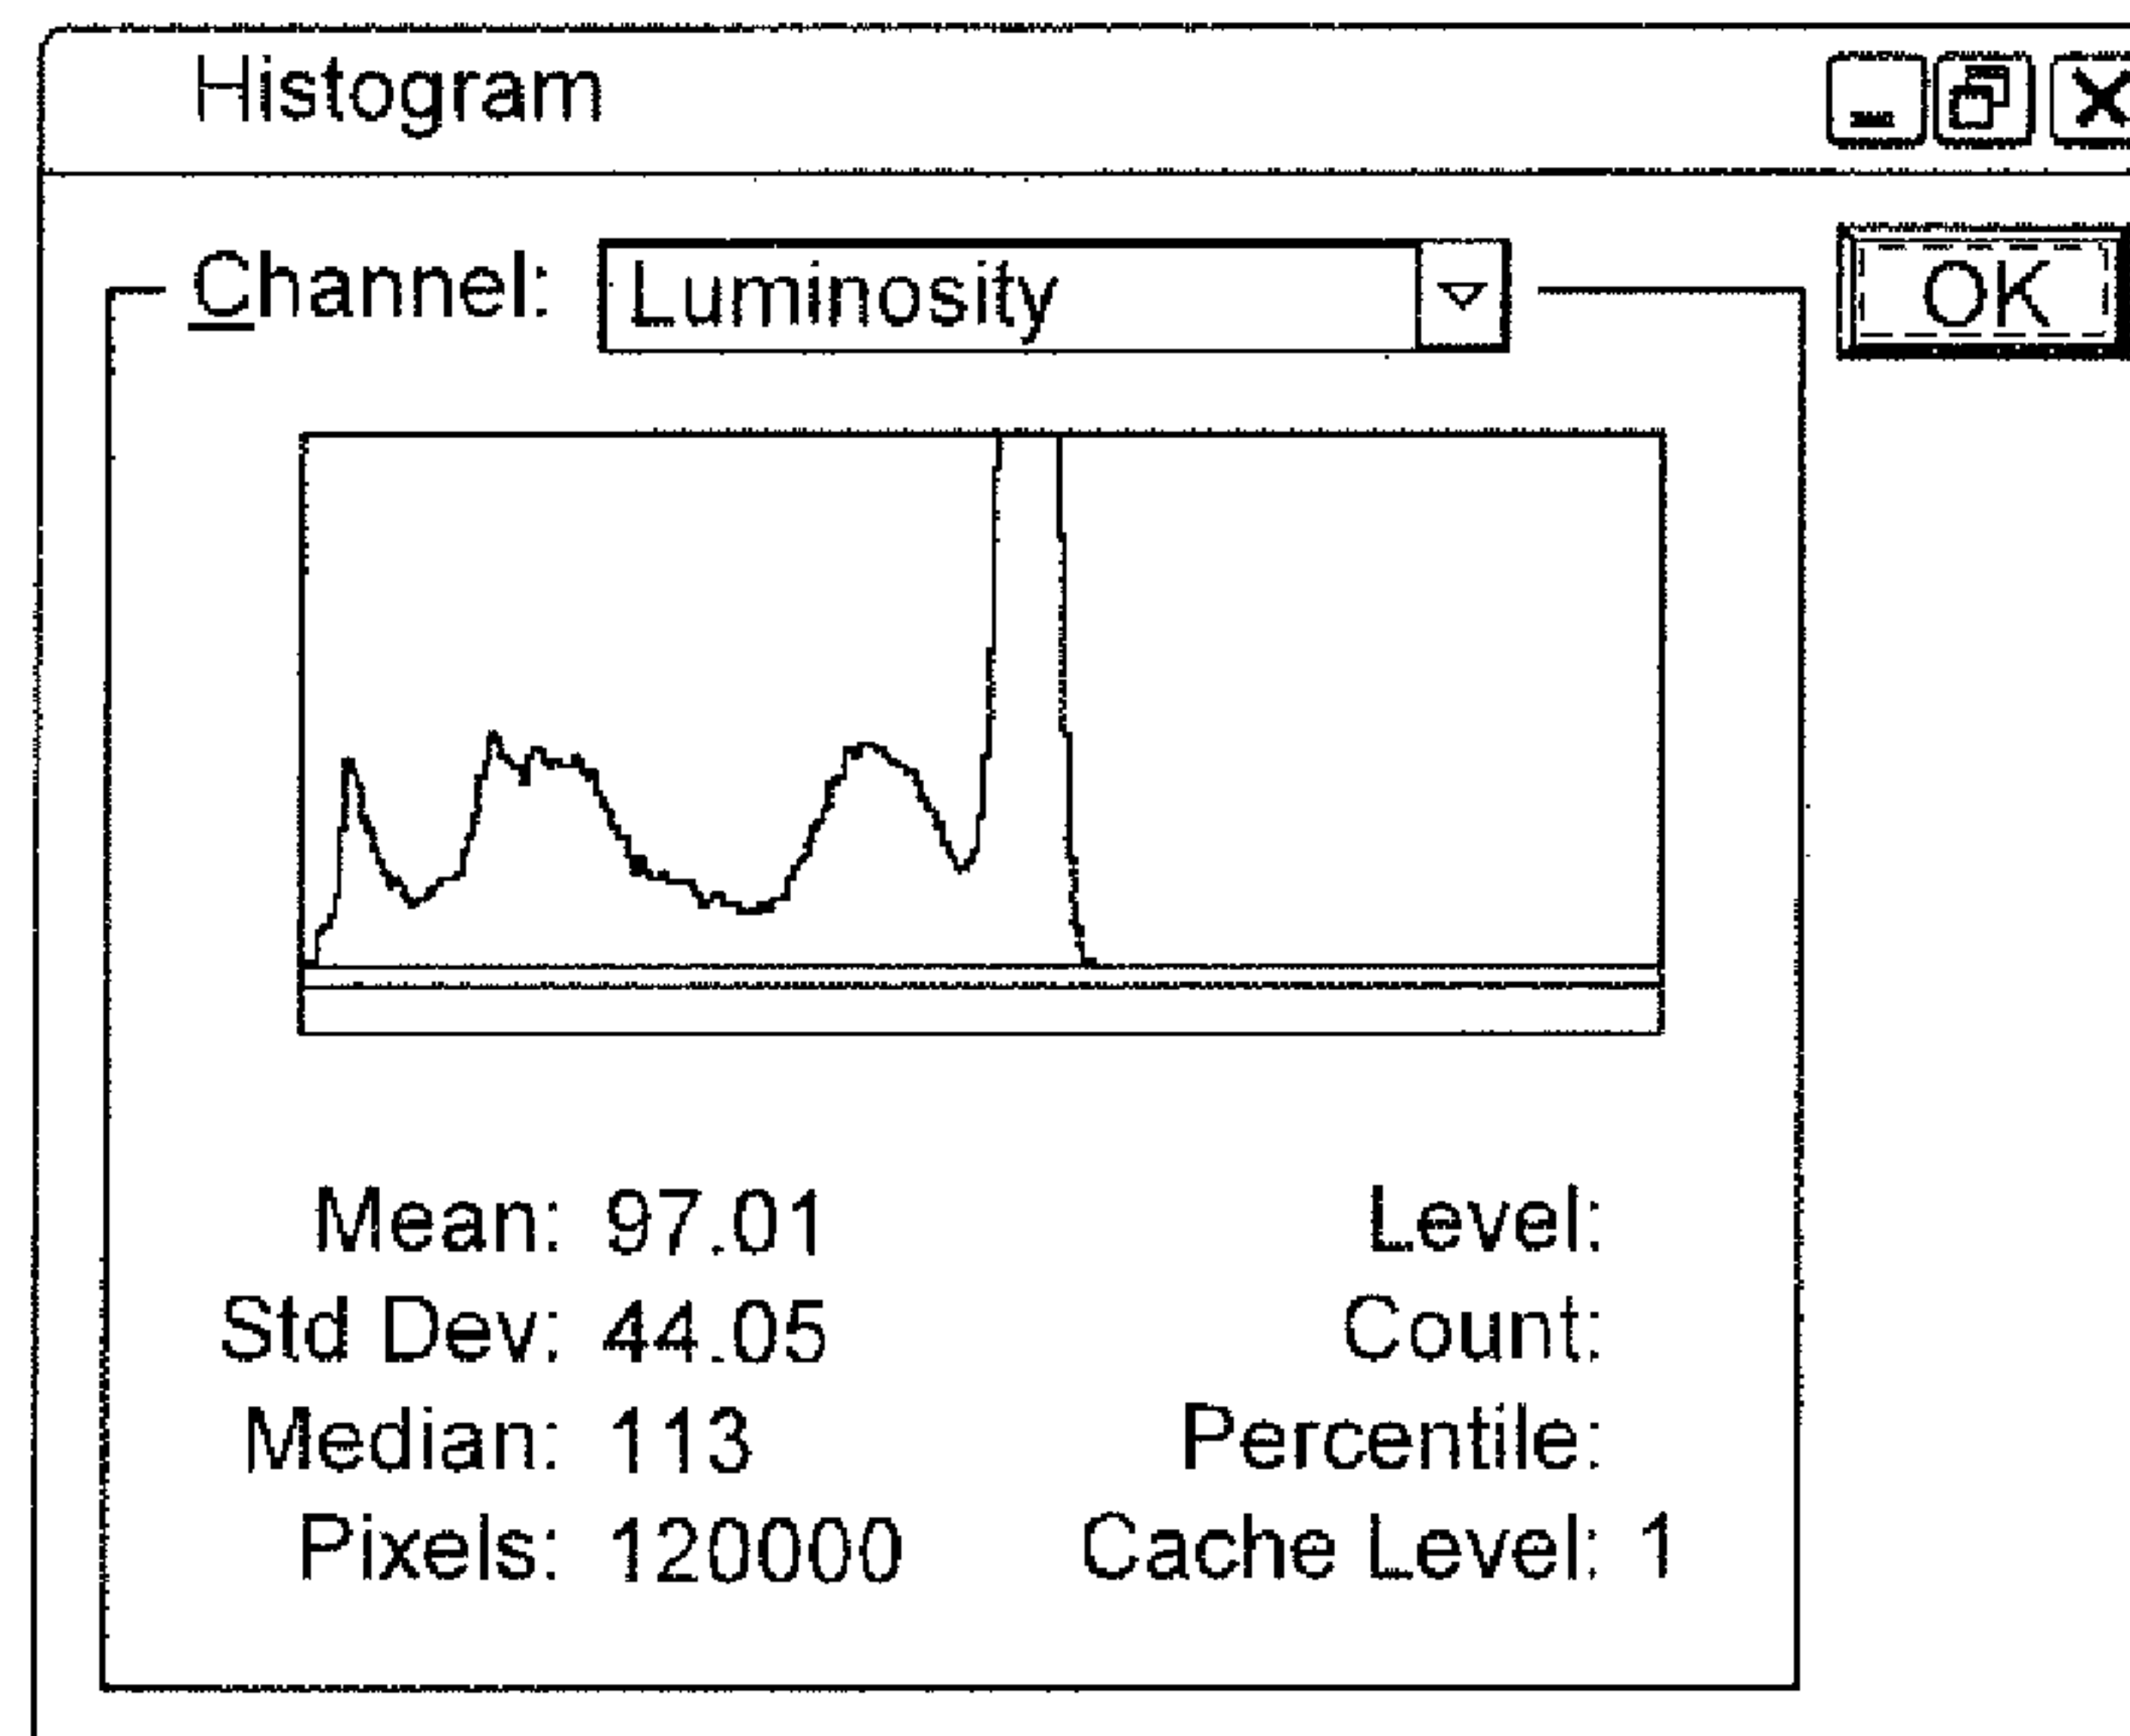 Histogram
Channel: Luminosity
OK
Mean: 97.01
Level:
Std Dev: 44.05
Count:
Median: 113
Percentile:
Pixels: 120000
Cache Level: 1